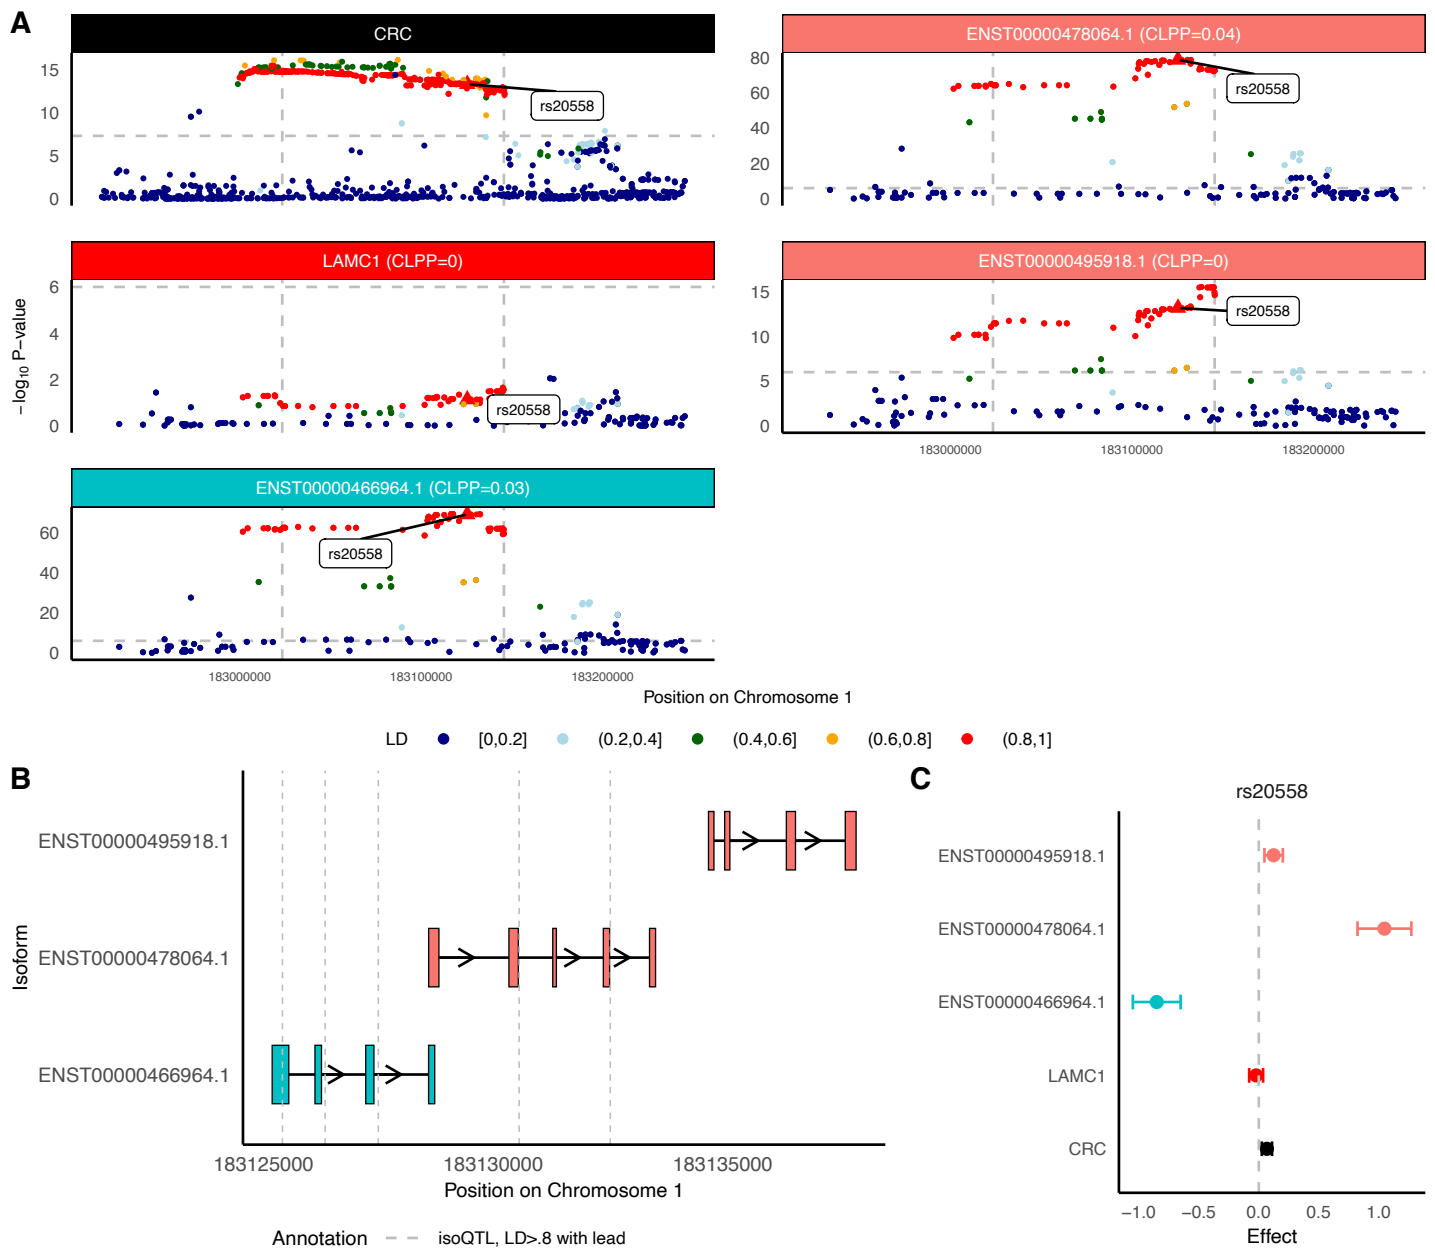 A
CRC
15
10
5
0
rs20558
ENST00000478064.1 (CLPP=0.04)
80
60
40
20
0
rs20558
LAMC1 (CLPP=0)
6
4
2
0
rs20558
ENST00000495918.1 (CLPP=0)
15
10
5
0
rs20558
183000000 183100000 183200000
−log10 P−value
ENST00000466964.1 (CLPP=0.03)
60
40
20
0
rs20558
183000000 183100000 183200000
Position on Chromosome 1
LD [0,0.2] (0.2,0.4] (0.4,0.6] (0.6,0.8] (0.8,1]
B
Isoform
ENST00000495918.1
ENST00000478064.1
ENST00000466964.1
183125000 183130000 183135000
Position on Chromosome 1
Annotation isoQTL, LD>.8 with lead
C
rs20558
ENST00000495918.1
ENST00000478064.1
ENST00000466964.1
LAMC1
CRC
−1.0 −0.5 0.0 0.5 1.0
Effect